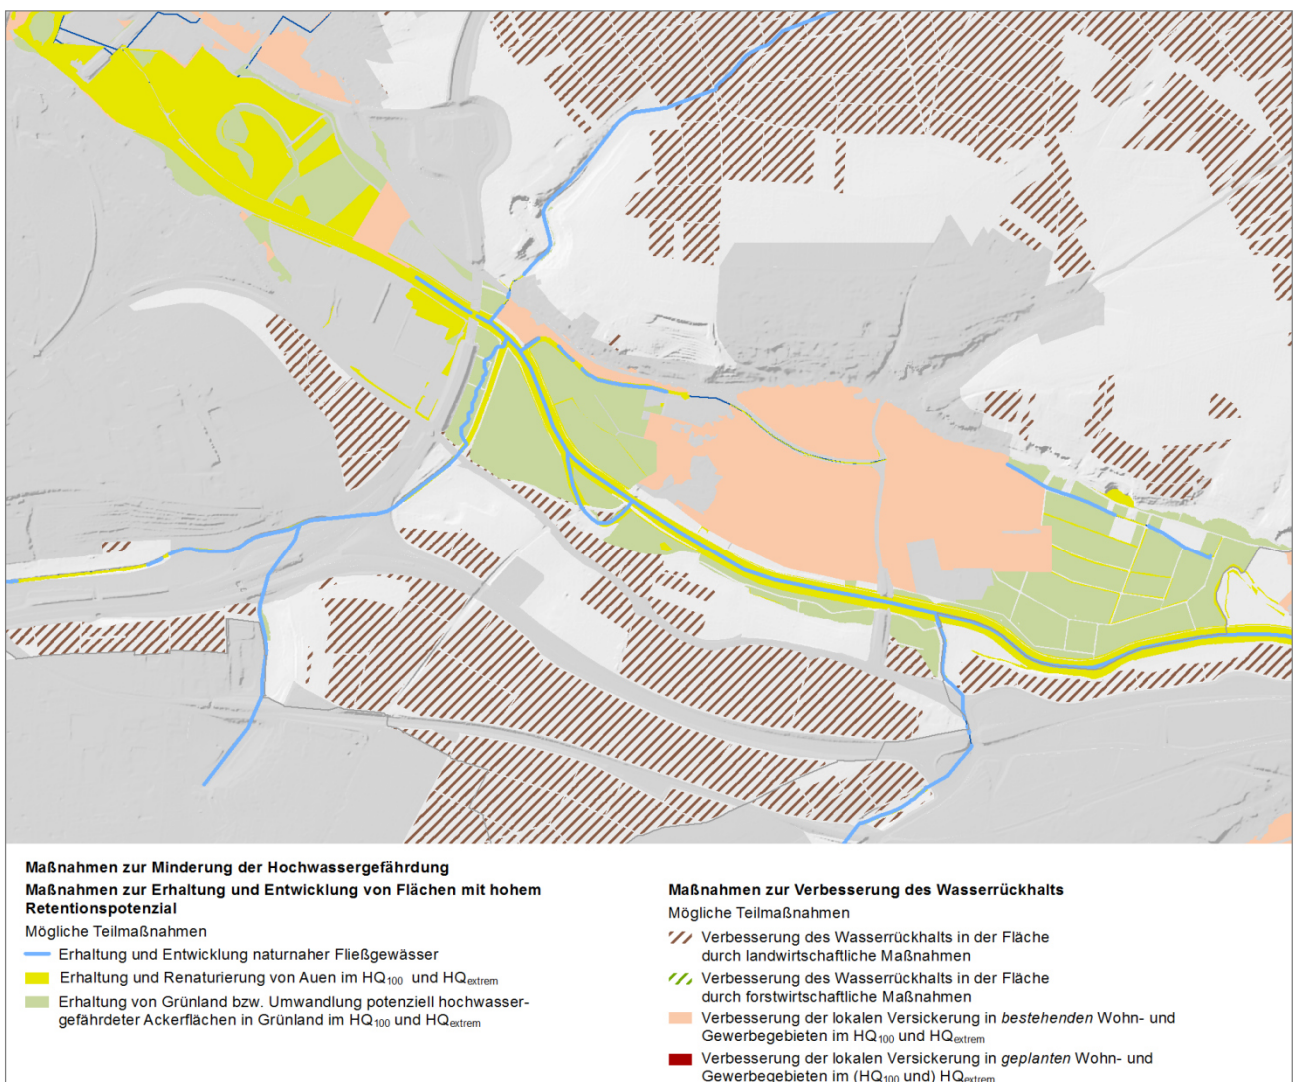 Maßnahmen zur Minderung der Hochwassergefährdung
Maßnahmen zur Erhaltung und Entwicklung von Flächen mit hohem
Retentionspotenzial
Mögliche Teilmaßnahmen
Erhaltung und Entwicklung naturnaher Fließgewässer
Erhaltung und Renaturierung von Auen im HQ100 und HQextrem
Erhaltung von Grünland bzw. Umwandlung potenziell hochwasser-
gefährdeter Ackerflächen in Grünland im HQ100 und HQextrem
Maßnahmen zur Verbesserung des Wasserrückhalts
Mögliche Teilmaßnahmen
Verbesserung des Wasserrückhalts in der Fläche
durch landwirtschaftliche Maßnahmen
Verbesserung des Wasserrückhalts in der Fläche
durch forstwirtschaftliche Maßnahmen
Verbesserung der lokalen Versickerung in bestehenden Wohn- und
Gewerbegebieten im HQ100 und HQextrem
Verbesserung der lokalen Versickerung in geplanten Wohn- und
Gewerbegebieten im (HQ100 und) HQextrem